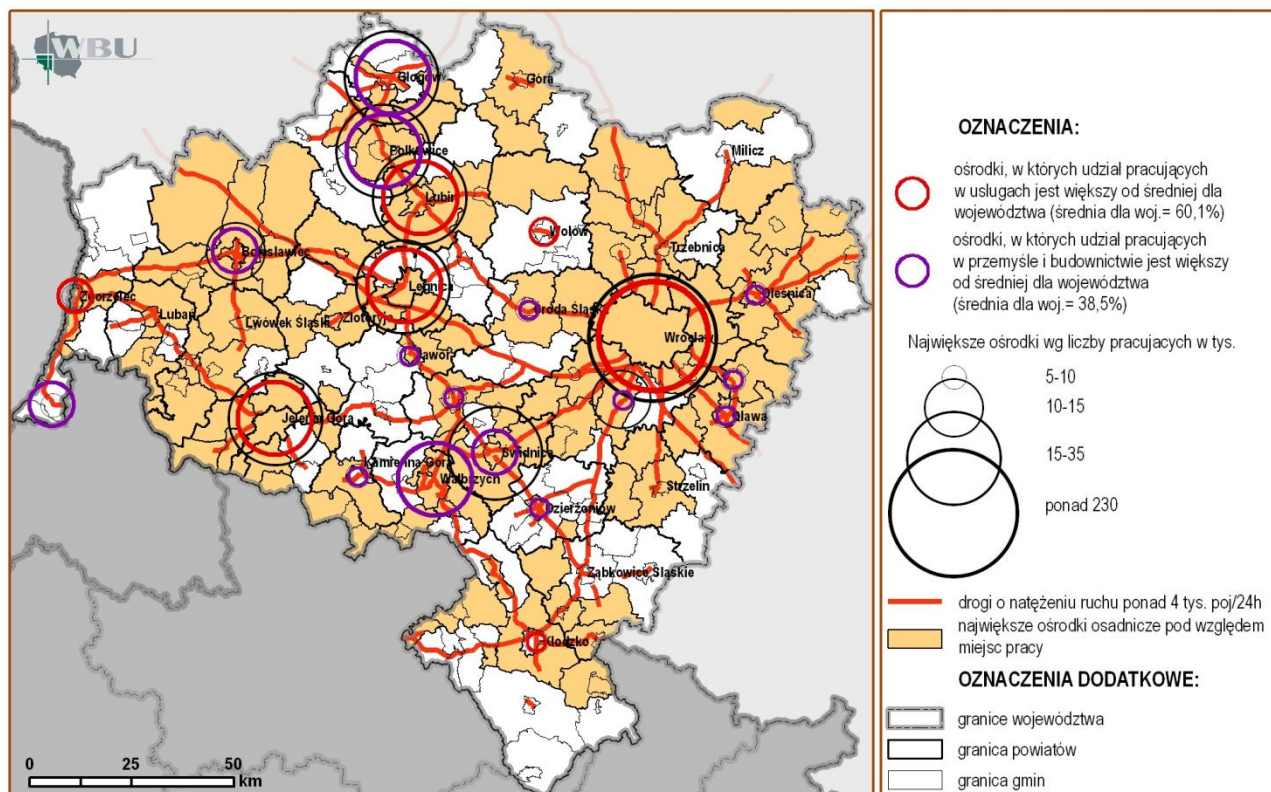 WBU
Głogów
Góra
Polkowice
Milicz
Lubin
Wołów
Trzebnica
Bolesławiec
Legnica
Zgorzelec
Oleśnica
Środa Śląska
Lubań
Lwówek Śląski
Złotoryja
Wrocław
Jawor
Oława
Jelenia Góra
Świdnica
Kamienna Góra
Wałbrzych
Strzelin
Dzierżoniów
Ząbkowice Śląskie
Kłodzko
0 25 50
km
OZNACZENIA:
ośrodki, w których udział pracujących
w usługach jest większy od średniej dla
województwa (średnia dla woj.= 60,1%)
ośrodki, w których udział pracujących
w przemyśle i budownictwie jest większy
od średniej dla województwa
(średnia dla woj.= 38,5%)
Największe ośrodki wg liczby pracujacych w tys.
5-10
10-15
15-35
ponad 230
drogi o natężeniu ruchu ponad 4 tys. poj/24h
największe ośrodki osadnicze pod względem
miejsc pracy
OZNACZENIA DODATKOWE:
granice województwa
granica powiatów
granica gmin